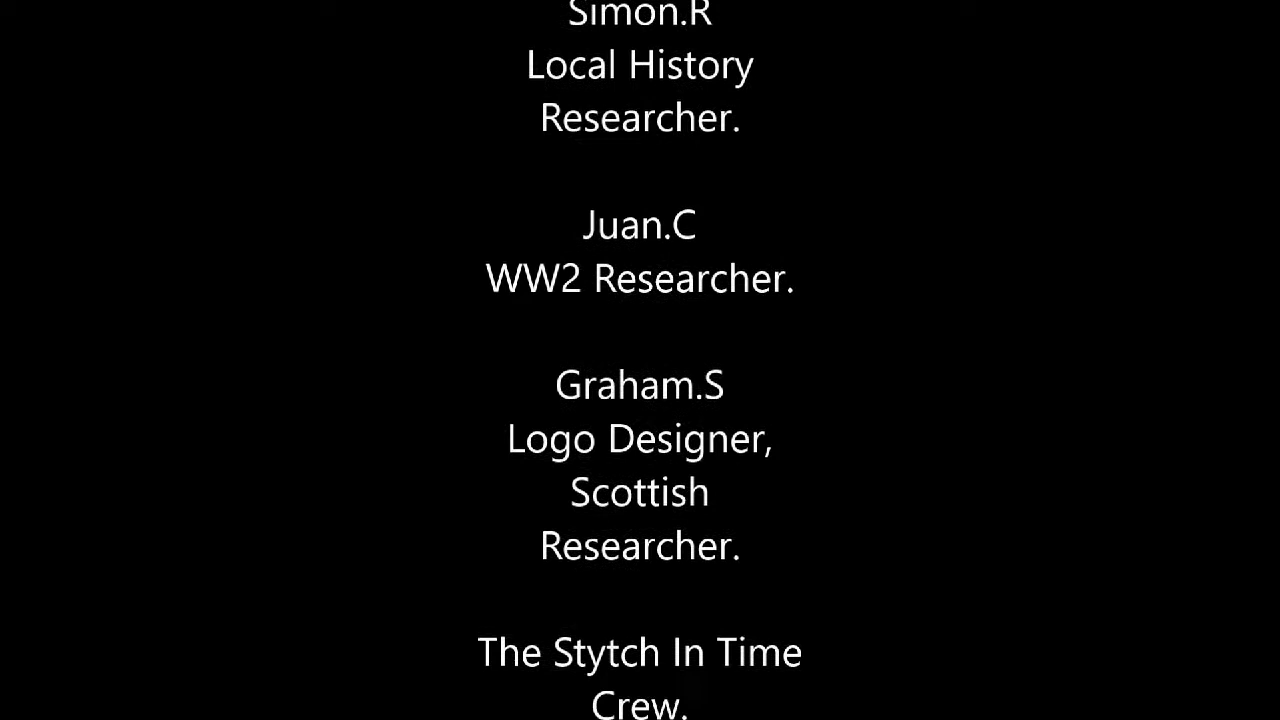 Simon.R
Local History
Researcher.
Juan.C
WW2 Researcher.
Graham.S
Logo Designer,
Scottish
Researcher.
The Stytch In Time
Crew.